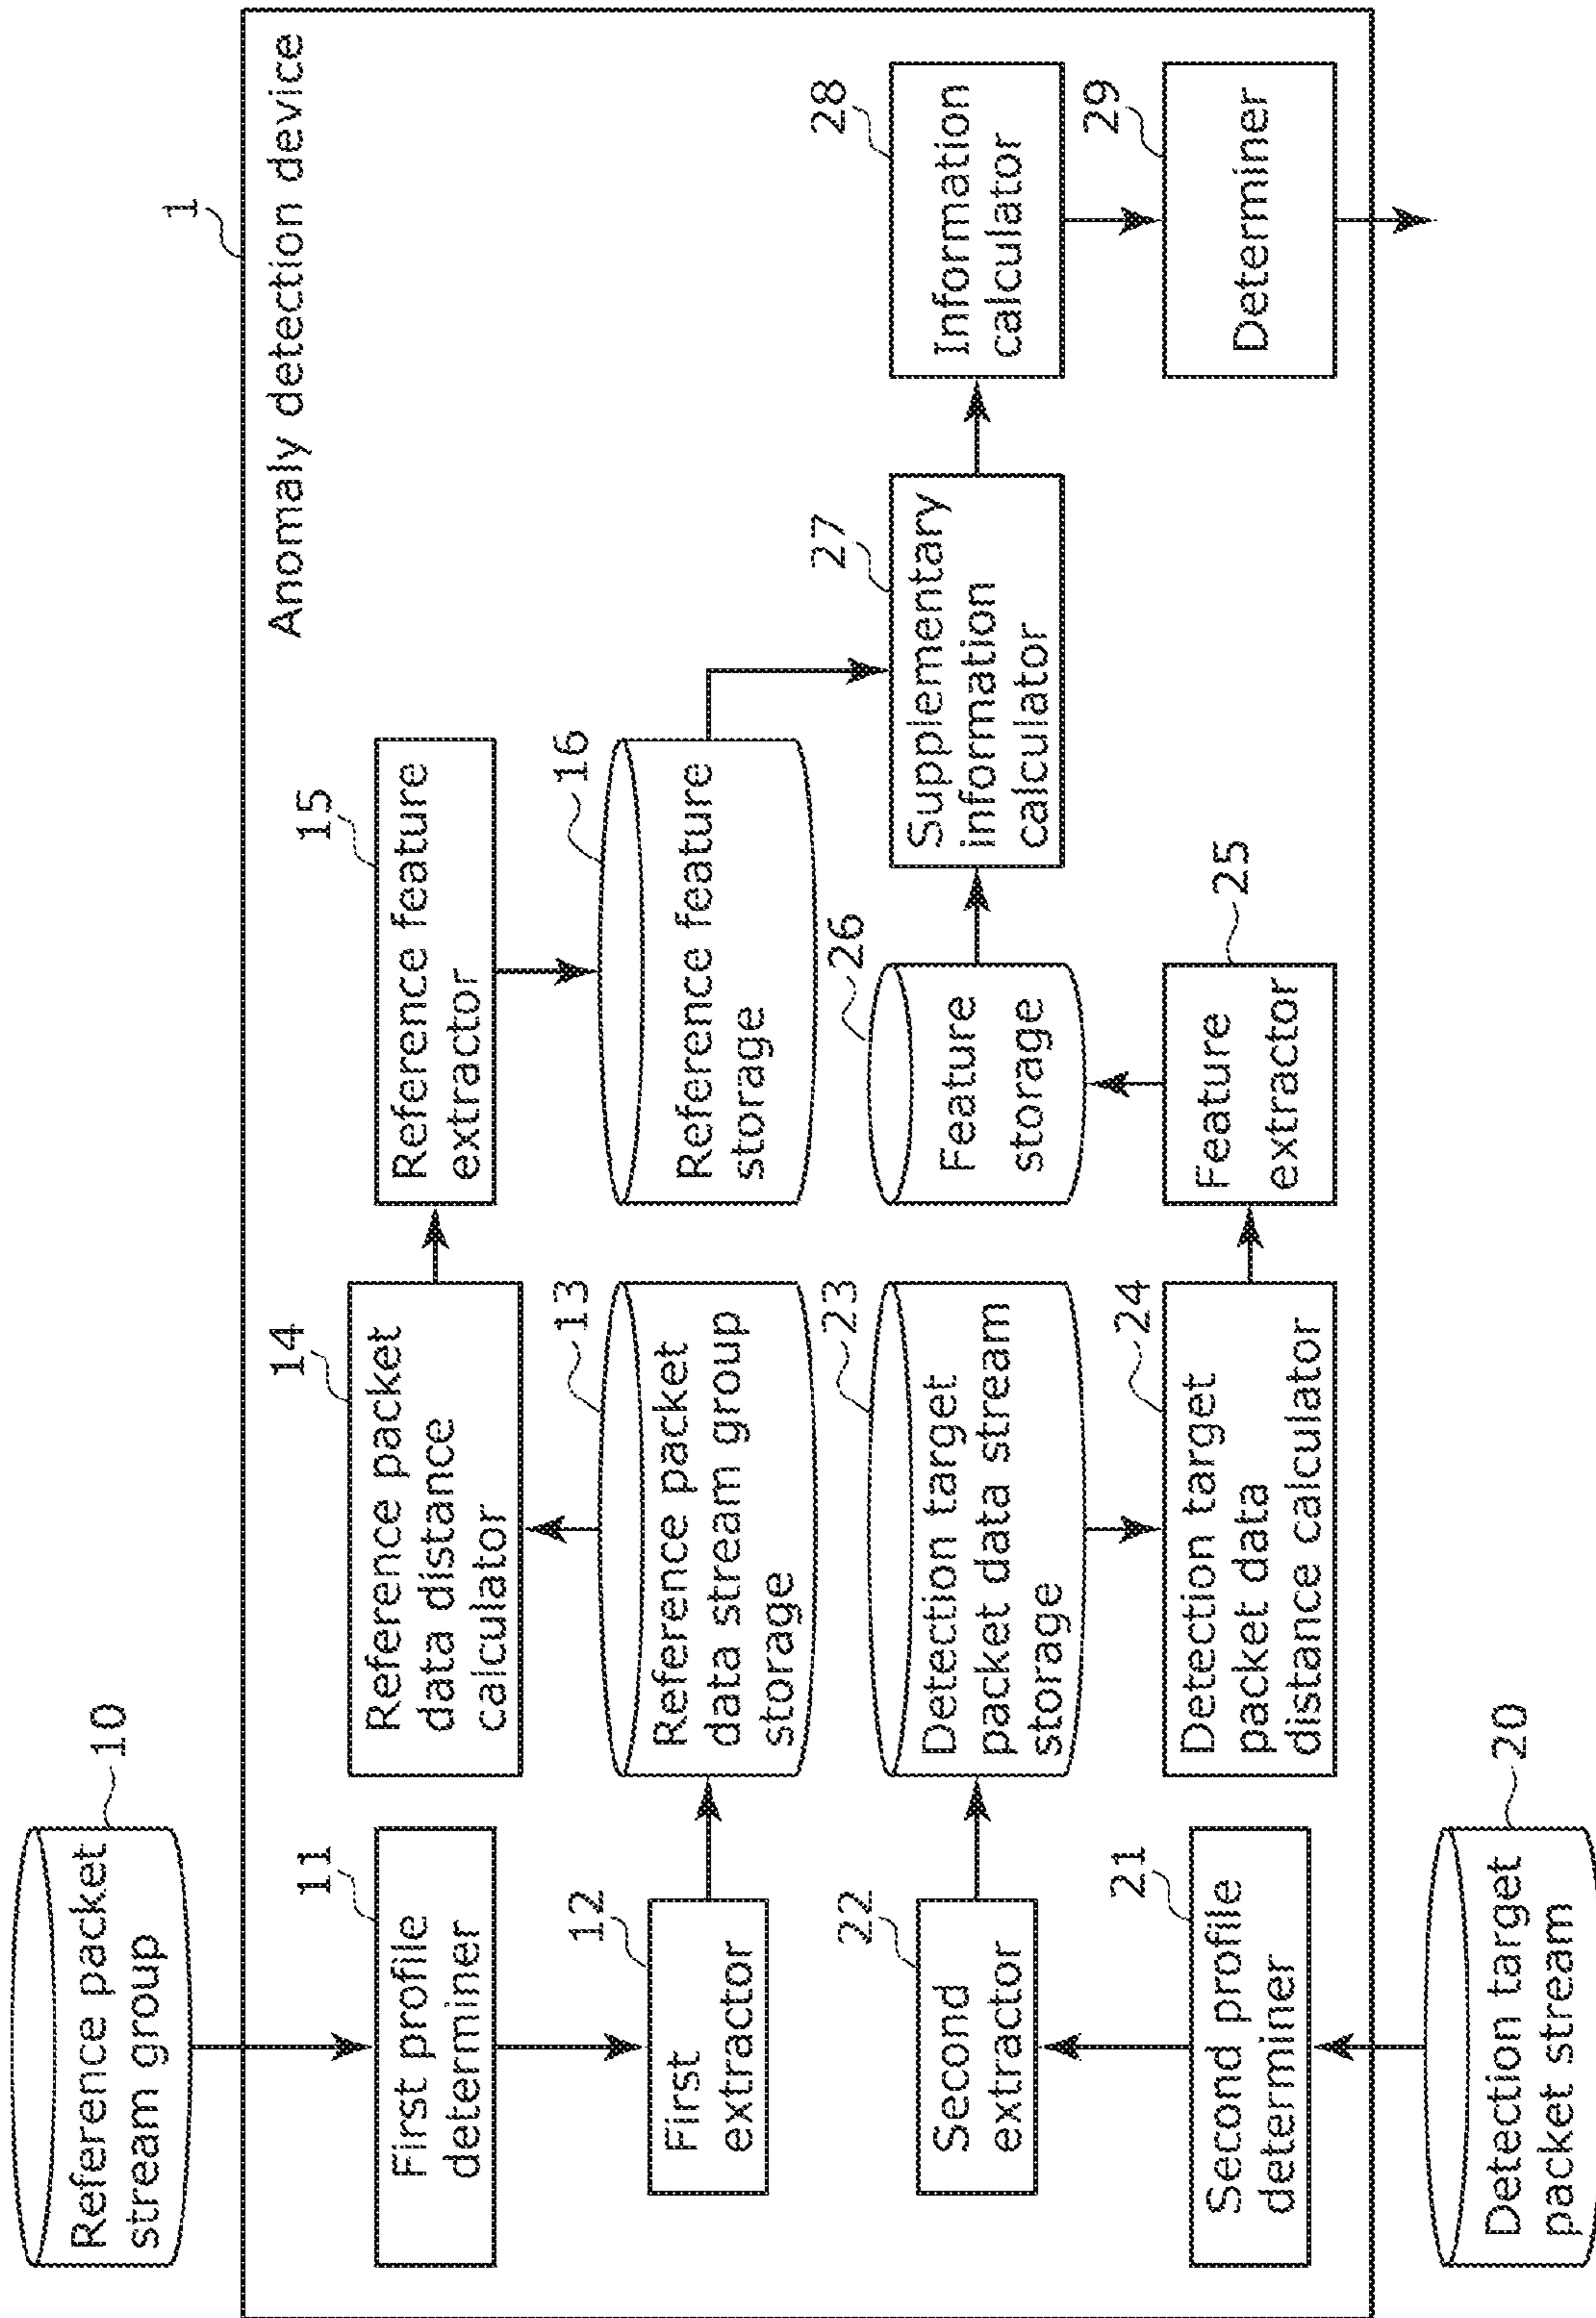 Reference packet
stream group
10
1
Anomaly detection device
11
First profile
determiner
12
First
extractor
14
Reference packet
data distance
calculator
13
Reference packet
data stream group
storage
15
Reference feature
extractor
16
Reference feature
storage
22
Second
extractor
21
Second profile
determiner
23
Detection target
packet data stream
storage
24
Detection target
packet data
distance calculator
26
Feature
storage
25
Feature
extractor
27
Supplementary
information
calculator
28
Information
calculator
29
Determiner
20
Detection target
packet stream